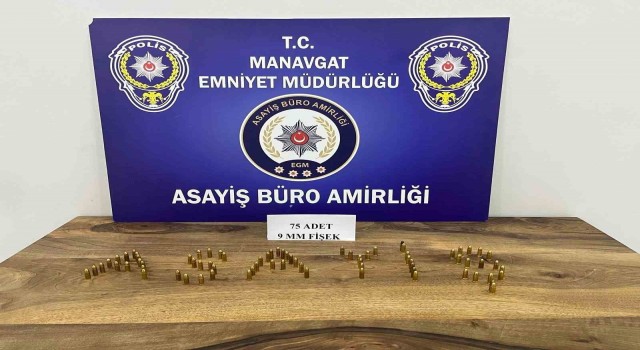 T.C.
MANAVGAT
EMNİYET MÜDÜRLÜĞÜ
POLİS
POLİS
ASAYİŞ BÜRO AMİRLİĞİ
EGM
ASAYİŞ BÜRO AMİRLİĞİ
75 ADET
9 MM FİŞEK
ASAYİŞ